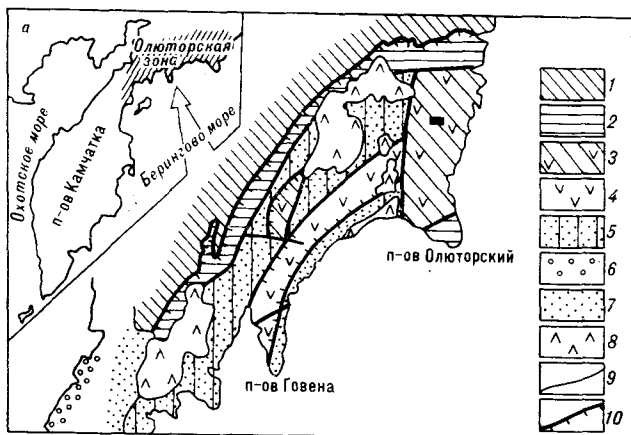 а
Олюторская
зона
Охотское море
п-ов Камчатка
Берингово море
п-ов Олюторский
п-ов Говена
1
2
3
4
5
6
7
8
9
10